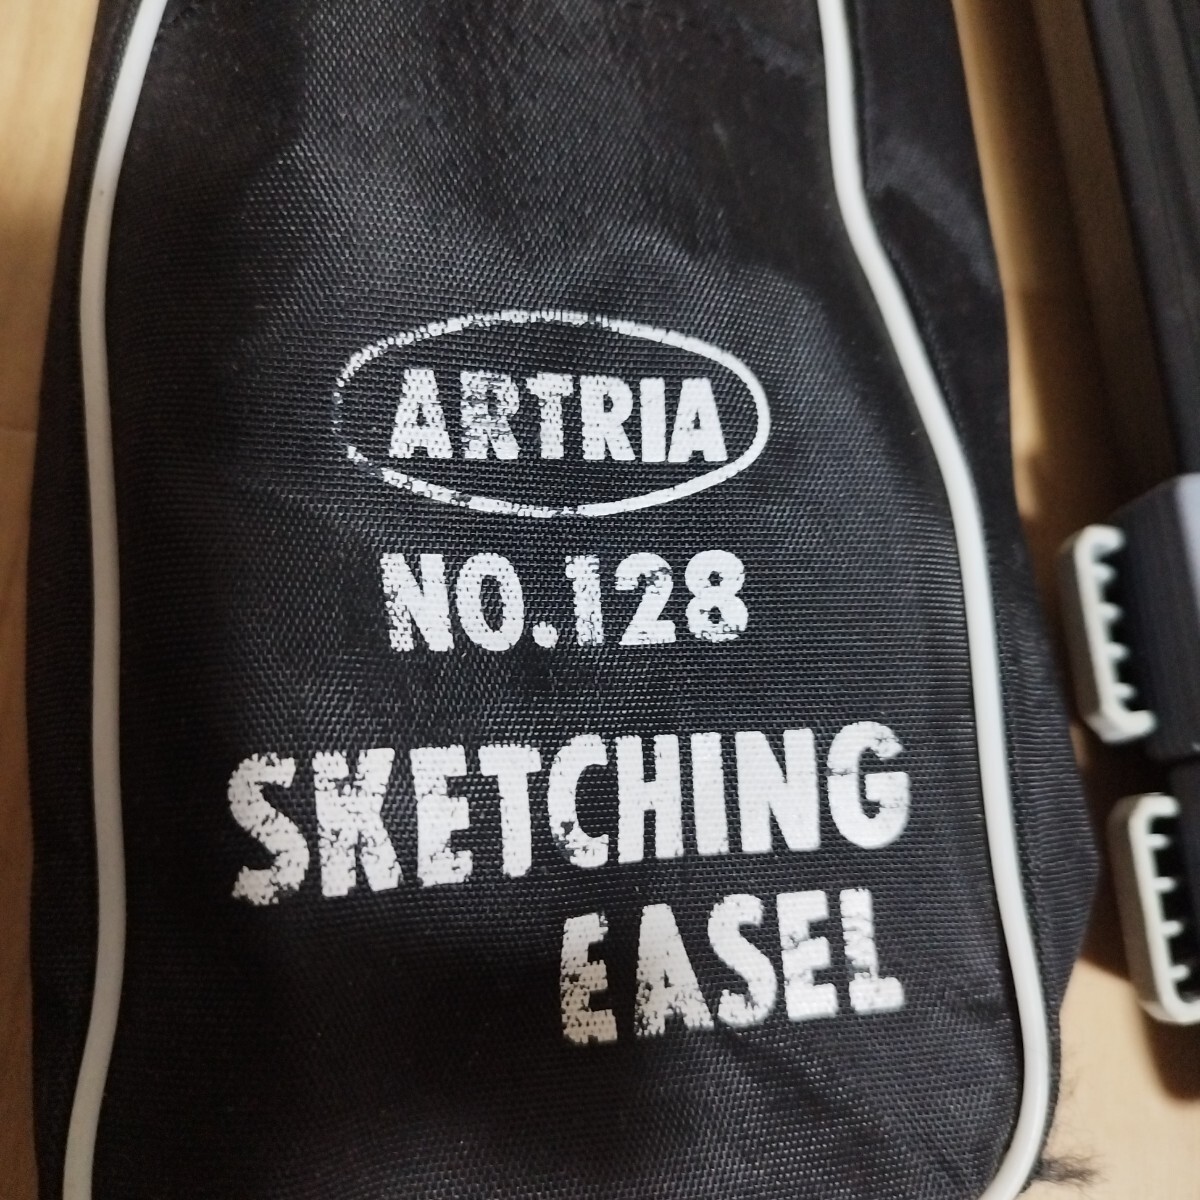 ARTRIA
NO.128
SKETCHING
EASEL